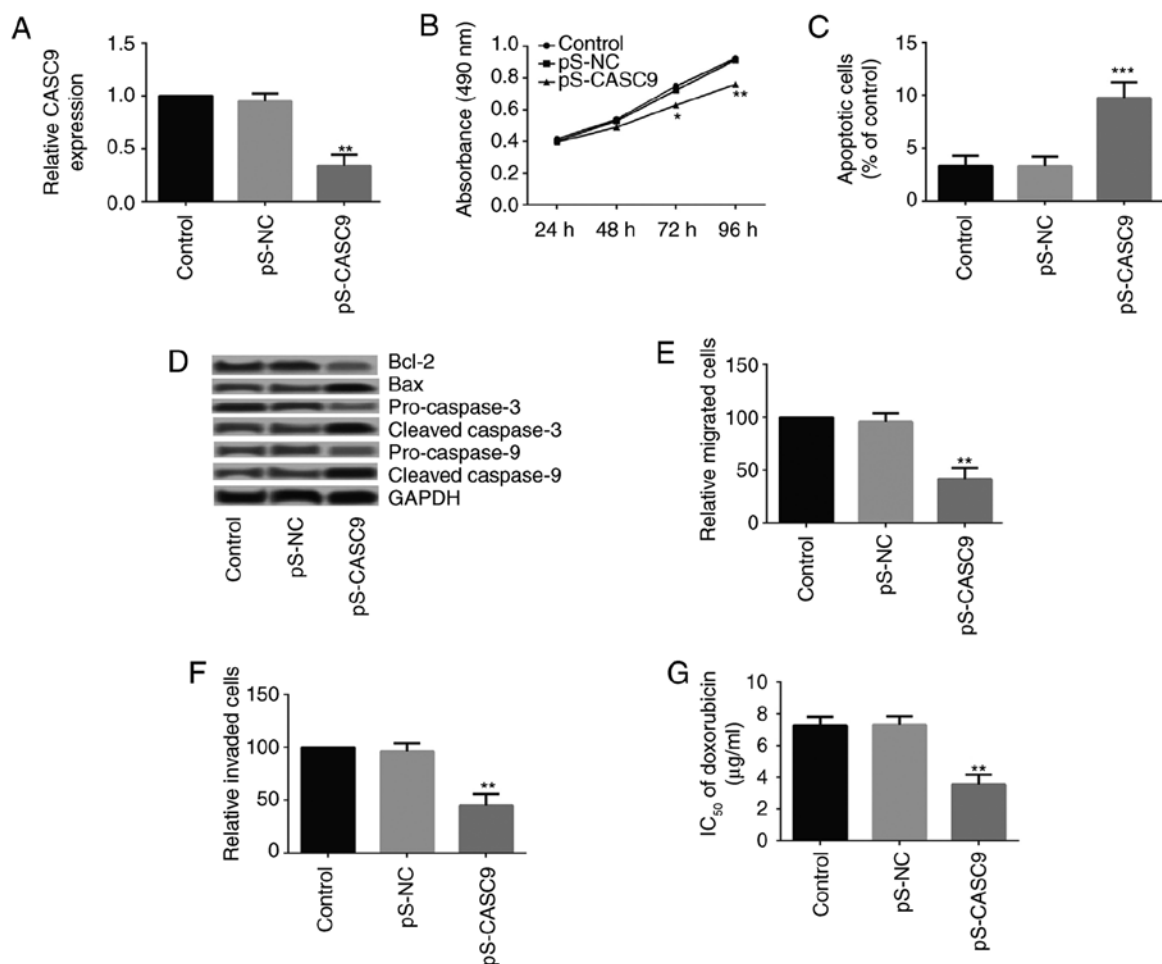 A
Relative CASC9
expression
1.5
1.0
0.5
0.0
**
Control
pS-NC
pS-CASC9
B
Absorbance (490 nm)
1.0
0.8
0.6
0.4
0.2
0.0
Control
pS-NC
pS-CASC9
*
**
24 h 48 h 72 h 96 h
C
Apoptotic cells
(% of control)
15
10
5
0
***
Control
pS-NC
pS-CASC9
D
Bcl-2
Bax
Pro-caspase-3
Cleaved caspase-3
Pro-caspase-9
Cleaved caspase-9
GAPDH
Control
pS-NC
pS-CASC9
E
Relative migrated cells
150
100
50
0
**
Control
pS-NC
pS-CASC9
F
Relative invaded cells
150
100
50
0
**
Control
pS-NC
pS-CASC9
G
IC50 of doxorubicin
(µg/ml)
8
6
4
2
0
**
Control
pS-NC
pS-CASC9